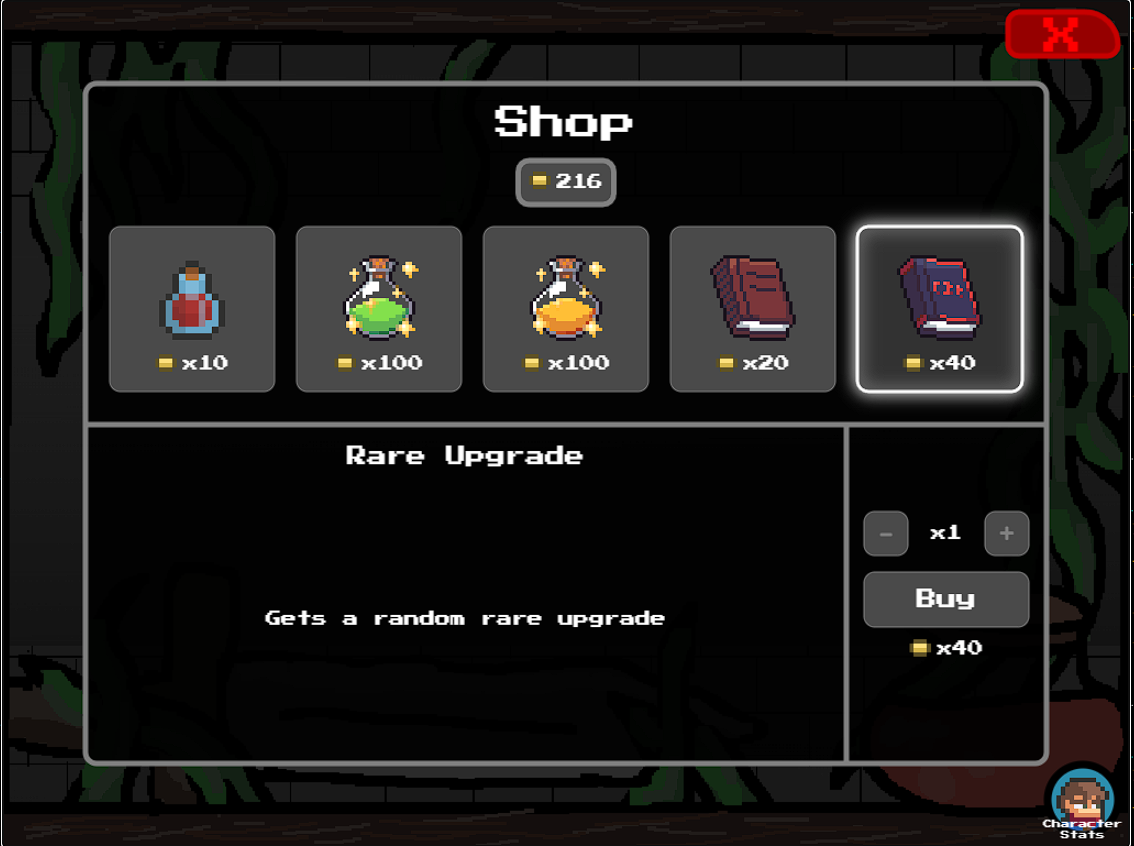 X
Shop
216
x10
x100
x100
x20
x40
Rare Upgrade
Gets a random rare upgrade
- x1 +
Buy
x40
Character
Stats